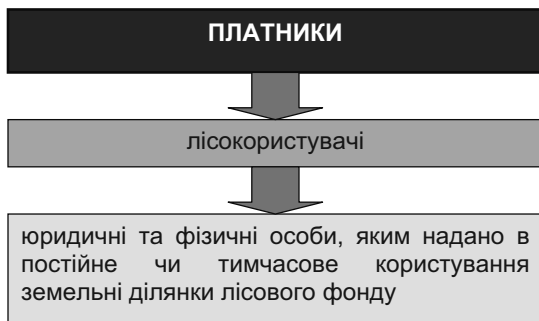 ПЛАТНИКИ
лісокористувачі
юридичні та фізичні особи, яким надано в
постійне чи тимчасове користування
земельні ділянки лісового фонду